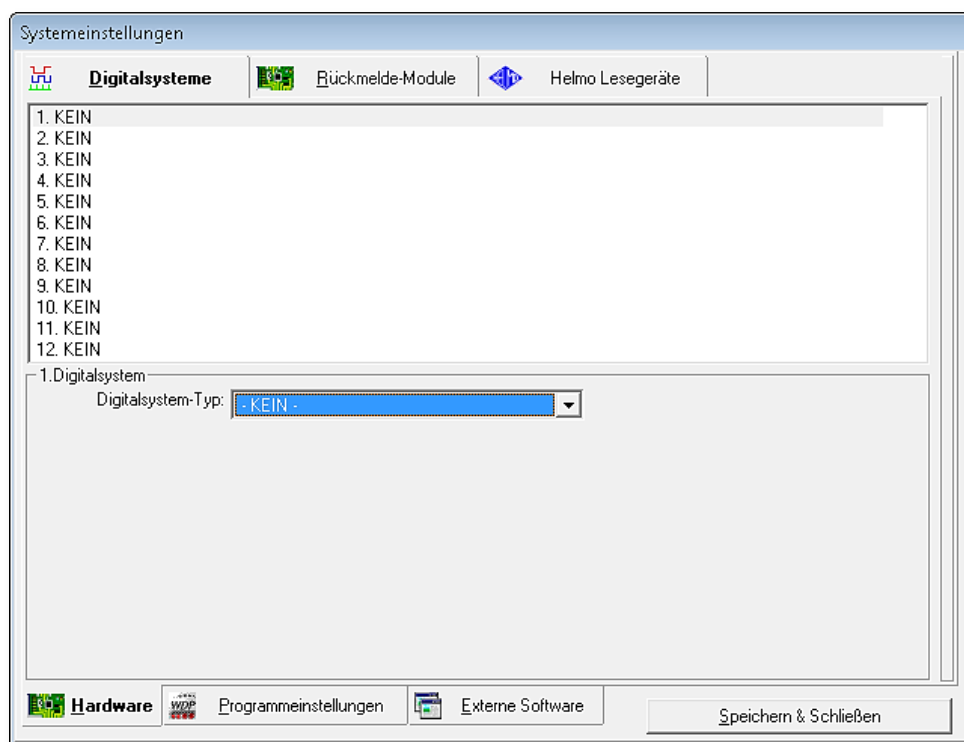 Systemeinstellungen
Digitalsysteme Rückmelde-Module Helmo Lesegeräte
1. KEIN
2. KEIN
3. KEIN
4. KEIN
5. KEIN
6. KEIN
7. KEIN
8. KEIN
9. KEIN
10. KEIN
11. KEIN
12. KEIN
1.Digitalsystem
Digitalsystem-Typ: - KEIN -
Hardware WDP Programmeinstellungen Externe Software Speichern & Schließen